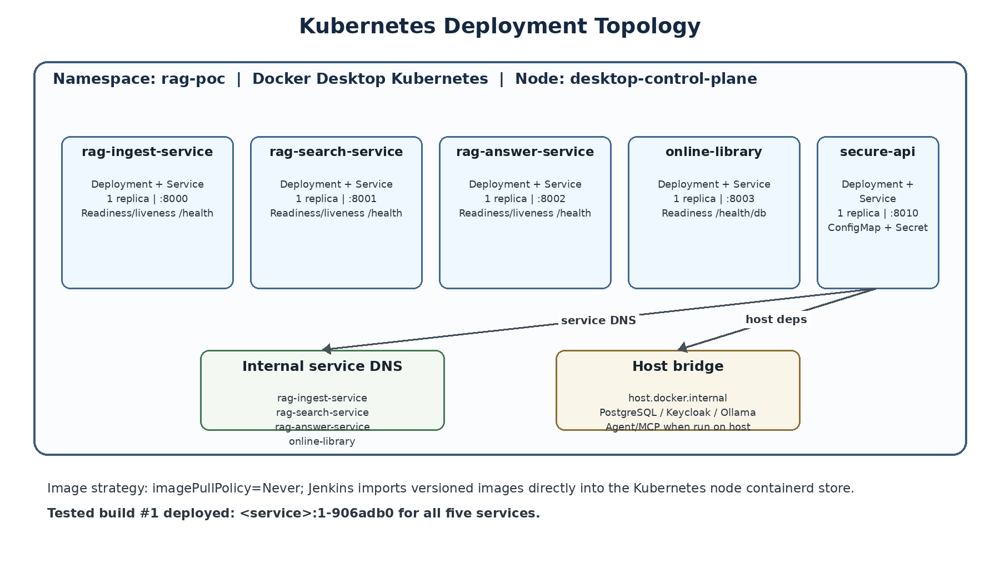 Kubernetes Deployment Topology
Namespace: rag-poc | Docker Desktop Kubernetes | Node: desktop-control-plane
rag-ingest-service
Deployment + Service
1 replica | :8000
Readiness/liveness /health
rag-search-service
Deployment + Service
1 replica | :8001
Readiness/liveness /health
rag-answer-service
Deployment + Service
1 replica | :8002
Readiness/liveness /health
online-library
Deployment + Service
1 replica | :8003
Readiness /health/db
secure-api
Deployment +
Service
1 replica | :8010
ConfigMap + Secret
service DNS
host deps
Internal service DNS
rag-ingest-service
rag-search-service
rag-answer-service
online-library
Host bridge
host.docker.internal
PostgreSQL / Keycloak / Ollama
Agent/MCP when run on host
Image strategy: imagePullPolicy=Never; Jenkins imports versioned images directly into the Kubernetes node containerd store.
Tested build #1 deployed: <service>:1-906adb0 for all five services.